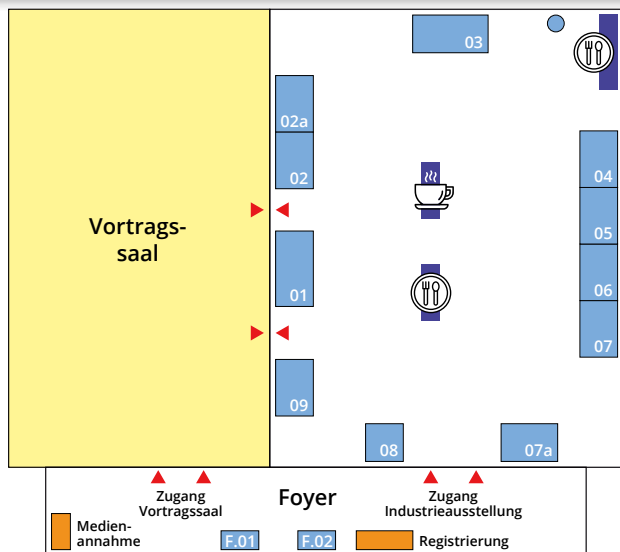 03
02a
02
04
Vortrags-
saal
05
01
06
07
09
08
07a
Zugang
Vortragssaal
Foyer
Zugang
Industrieausstellung
Medien-
annahme
F.01
F.02
Registrierung